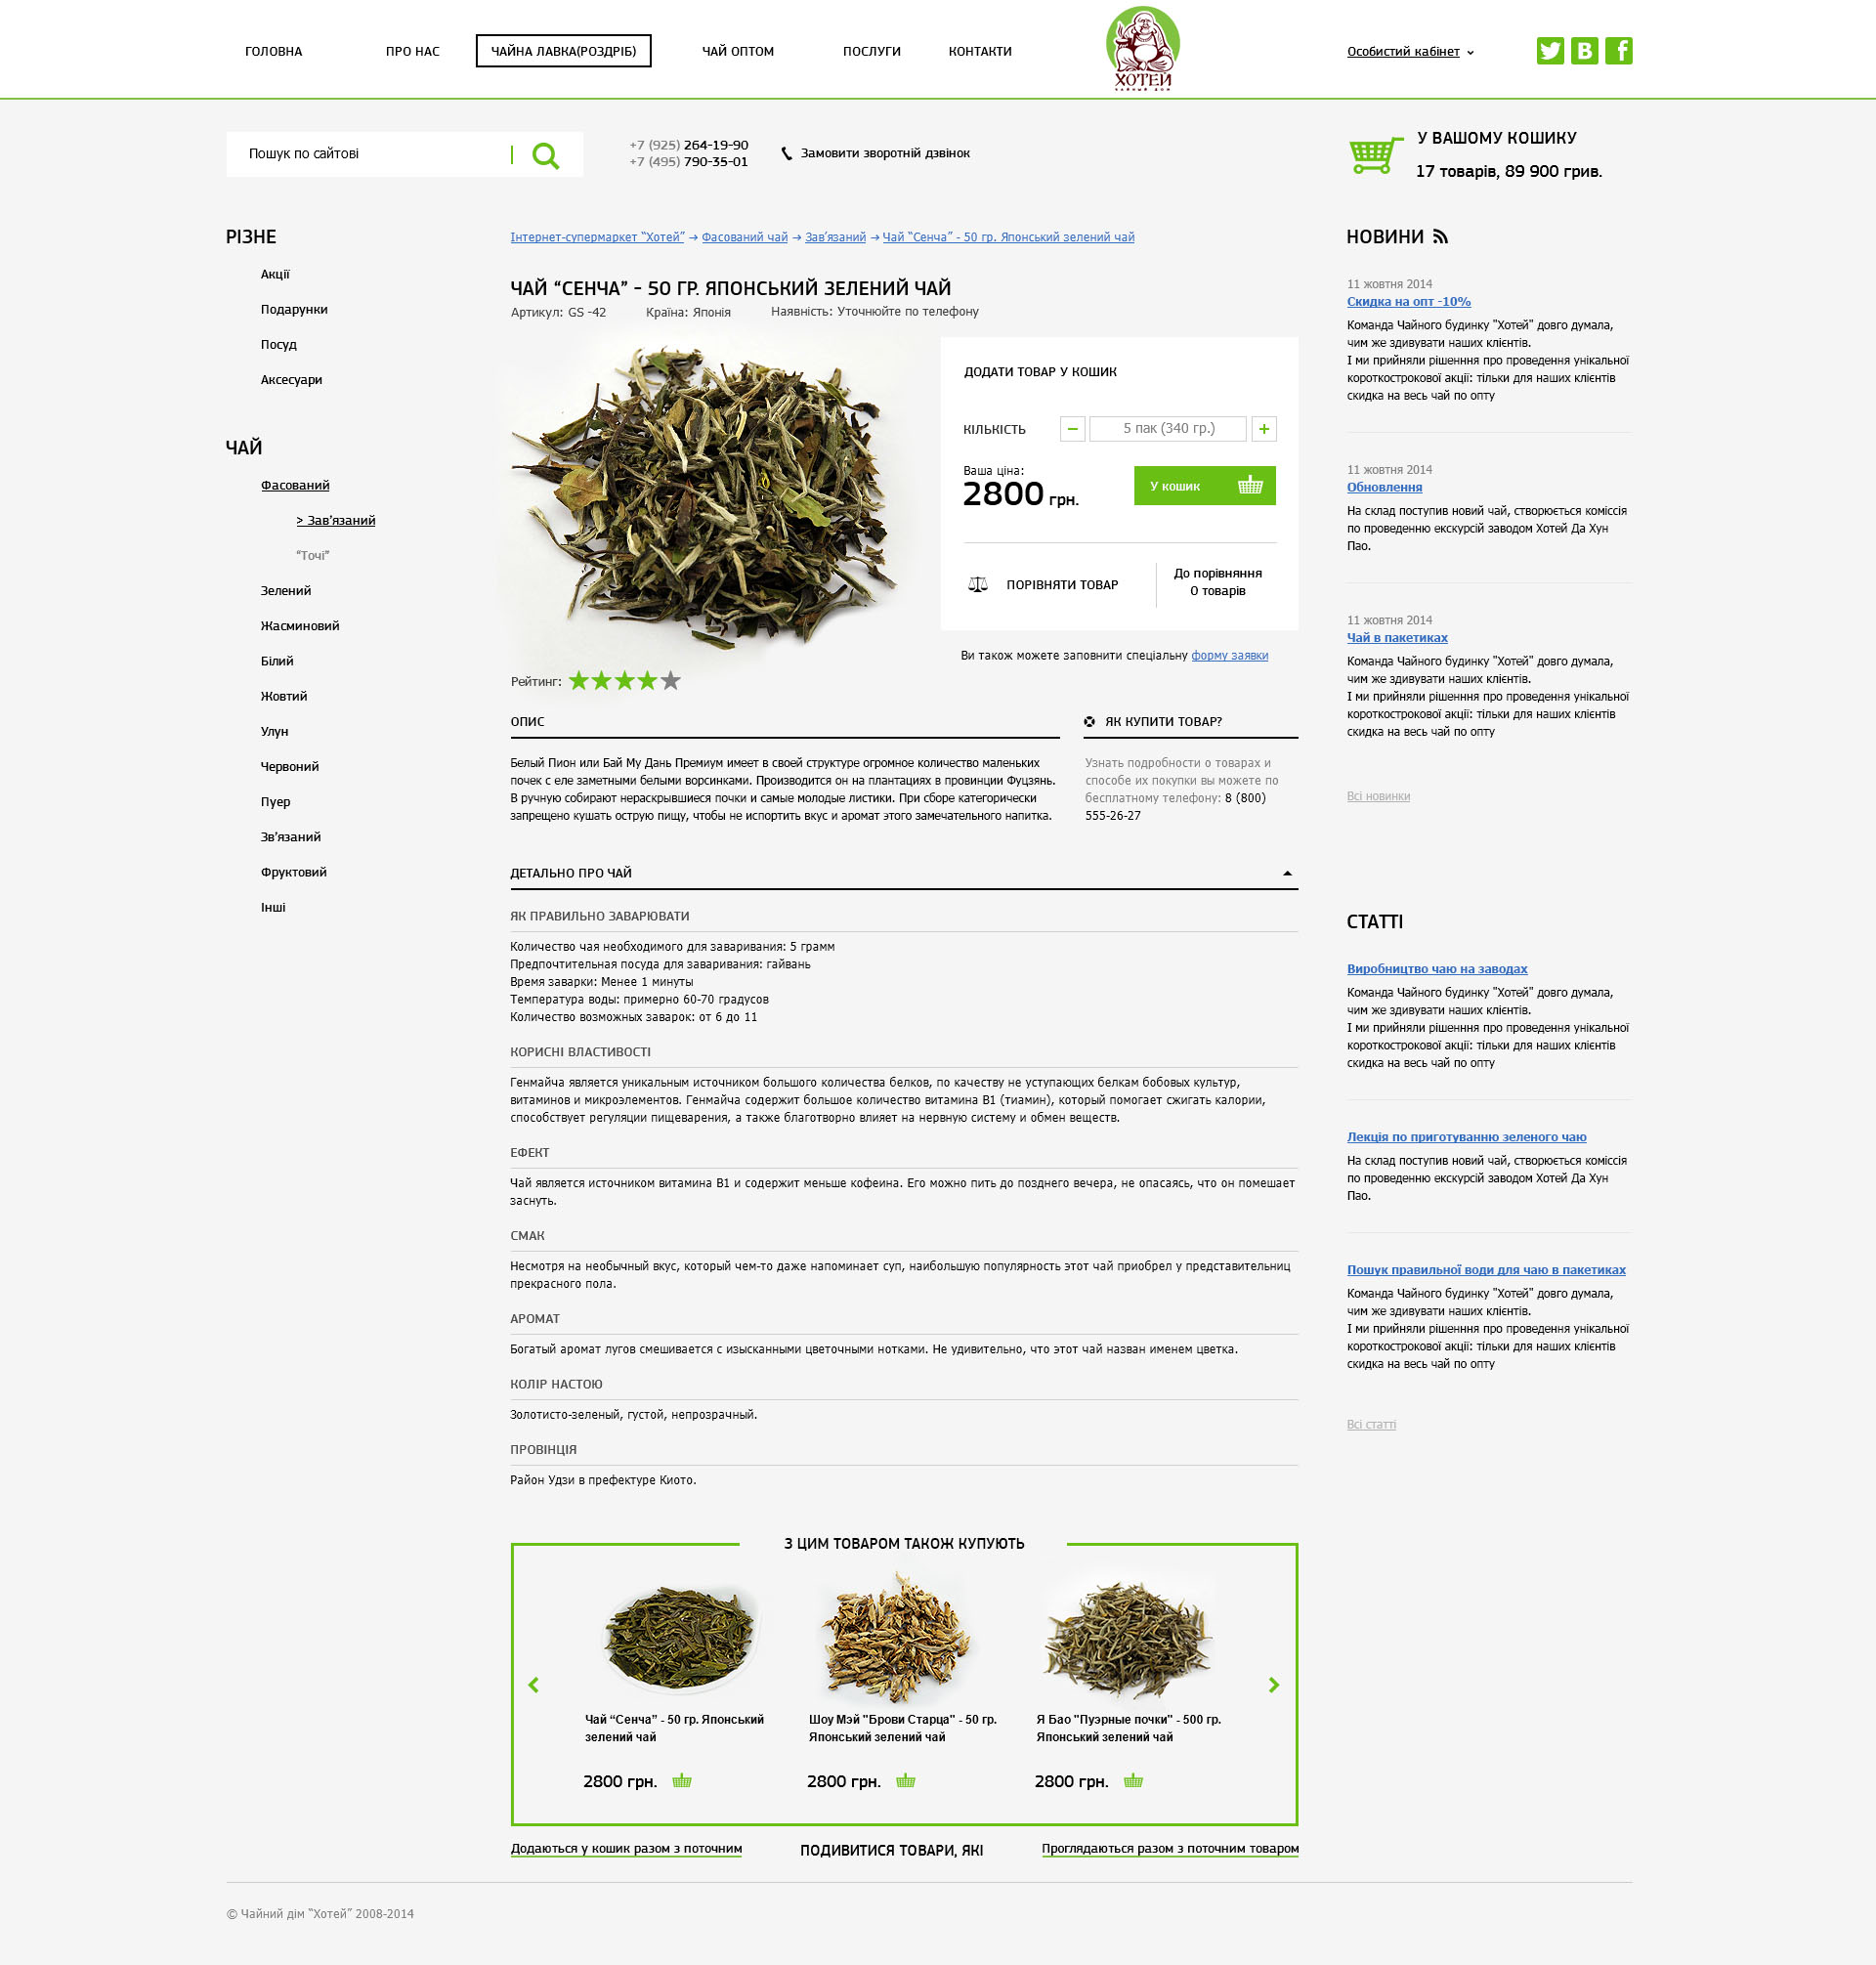 ГОЛОВНА
ПРО НАС
ЧАЙНА ЛАВКА(РОЗДРІБ)
ЧАЙ ОПТОМ
ПОСЛУГИ
КОНТАКТИ
ХОТЕЙ
ЧАЙНЫЙ ДОМ
Особистий кабінет
Пошук по сайтові
+7 (925) 264-19-90
+7 (495) 790-35-01
Замовити зворотній дзвінок
У ВАШОМУ КОШИКУ
17 товарів, 89 900 грив.
РІЗНЕ
Акції
Подарунки
Посуд
Аксесуари
ЧАЙ
Фасований
> Зав’язаний
“Точі”
Зелений
Жасминовий
Білий
Жовтий
Улун
Червоний
Пуер
Зв’язаний
Фруктовий
Інші
Інтернет-супермаркет “Хотей” → Фасований чай → Зав’язаний → Чай “Сенча” - 50 гр. Японський зелений чай
ЧАЙ “СЕНЧА” - 50 ГР. ЯПОНСЬКИЙ ЗЕЛЕНИЙ ЧАЙ
Артикул: GS -42
Країна: Японія
Наявність: Уточнюйте по телефону
ДОДАТИ ТОВАР У КОШИК
КІЛЬКІСТЬ
− 5 пак (340 гр.) +
Ваша ціна:
2800 грн.
У кошик
ПОРІВНЯТИ ТОВАР
До порівняння
0 товарів
Ви також можете заповнити спеціальну форму заявки
Рейтинг:
ОПИС
Белый Пион или Бай Му Дань Премиум имеет в своей структуре огромное количество маленьких
почек с еле заметными белыми ворсинками. Производится он на плантациях в провинции Фуцзянь.
В ручную собирают нераскрывшиеся почки и самые молодые листики. При сборе категорически
запрещено кушать острую пищу, чтобы не испортить вкус и аромат этого замечательного напитка.
ЯК КУПИТИ ТОВАР?
Узнать подробности о товарах и
способе их покупки вы можете по
бесплатному телефону: 8 (800)
555-26-27
ДЕТАЛЬНО ПРО ЧАЙ
ЯК ПРАВИЛЬНО ЗАВАРЮВАТИ
Количество чая необходимого для заваривания: 5 грамм
Предпочтительная посуда для заваривания: гайвань
Время заварки: Менее 1 минуты
Температура воды: примерно 60-70 градусов
Количество возможных заварок: от 6 до 11
КОРИСНІ ВЛАСТИВОСТІ
Генмайча является уникальным источником большого количества белков, по качеству не уступающих белкам бобовых культур,
витаминов и микроэлементов. Генмайча содержит большое количество витамина В1 (тиамин), который помогает сжигать калории,
способствует регуляции пищеварения, а также благотворно влияет на нервную систему и обмен веществ.
ЕФЕКТ
Чай является источником витамина В1 и содержит меньше кофеина. Его можно пить до позднего вечера, не опасаясь, что он помешает
заснуть.
СМАК
Несмотря на необычный вкус, который чем-то даже напоминает суп, наибольшую популярность этот чай приобрел у представительниц
прекрасного пола.
АРОМАТ
Богатый аромат лугов смешивается с изысканными цветочными нотками. Не удивительно, что этот чай назван именем цветка.
КОЛІР НАСТОЮ
Золотисто-зеленый, густой, непрозрачный.
ПРОВІНЦІЯ
Район Удзи в префектуре Киото.
З ЦИМ ТОВАРОМ ТАКОЖ КУПУЮТЬ
Чай “Сенча” - 50 гр. Японський
зелений чай
2800 грн.
Шоу Мэй "Брови Старца" - 50 гр.
Японський зелений чай
2800 грн.
Я Бао "Пуэрные почки" - 500 гр.
Японський зелений чай
2800 грн.
Додаються у кошик разом з поточним
ПОДИВИТИСЯ ТОВАРИ, ЯКІ
Проглядаються разом з поточним товаром
НОВИНИ
11 жовтня 2014
Скидка на опт -10%
Команда Чайного будинку "Хотей" довго думала,
чим же здивувати наших клієнтів.
І ми прийняли рішенння про проведення унікальної
короткострокової акції: тільки для наших клієнтів
скидка на весь чай по опту
11 жовтня 2014
Обновлення
На склад поступив новий чай, створюється коміссія
по проведенню екскурсій заводом Хотей Да Хун
Пао.
11 жовтня 2014
Чай в пакетиках
Команда Чайного будинку "Хотей" довго думала,
чим же здивувати наших клієнтів.
І ми прийняли рішенння про проведення унікальної
короткострокової акції: тільки для наших клієнтів
скидка на весь чай по опту
Всі новинки
СТАТТІ
Виробництво чаю на заводах
Команда Чайного будинку "Хотей" довго думала,
чим же здивувати наших клієнтів.
І ми прийняли рішенння про проведення унікальної
короткострокової акції: тільки для наших клієнтів
скидка на весь чай по опту
Лекція по приготуванню зеленого чаю
На склад поступив новий чай, створюється коміссія
по проведенню екскурсій заводом Хотей Да Хун
Пао.
Пошук правильної води для чаю в пакетиках
Команда Чайного будинку "Хотей" довго думала,
чим же здивувати наших клієнтів.
І ми прийняли рішенння про проведення унікальної
короткострокової акції: тільки для наших клієнтів
скидка на весь чай по опту
Всі статті
© Чайний дім “Хотей” 2008-2014